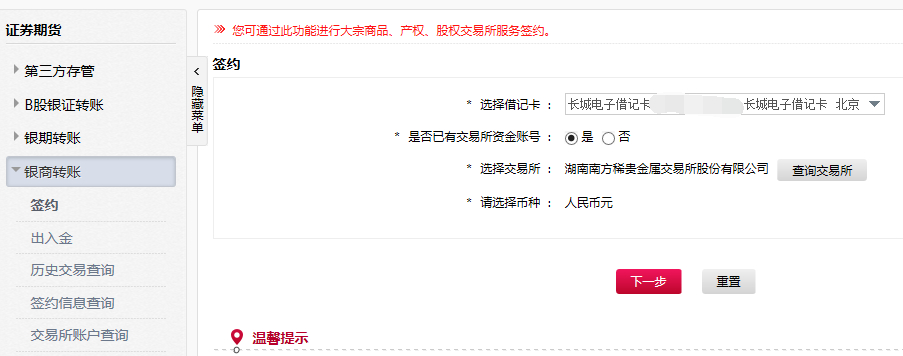 证券期货
第三方存管
B股银证转账
银期转账
银商转账
签约
出入金
历史交易查询
签约信息查询
交易所账户查询
隐藏菜单
您可通过此功能进行大宗商品、产权、股权交易所服务签约。
签约
* 选择借记卡 : 长城电子借记卡 长城电子借记卡 北京
* 是否已有交易所资金账号 : 是 否
* 选择交易所 : 湖南南方稀贵金属交易所股份有限公司 查询交易所
* 请选择币种 : 人民币元
下一步 重置
温馨提示